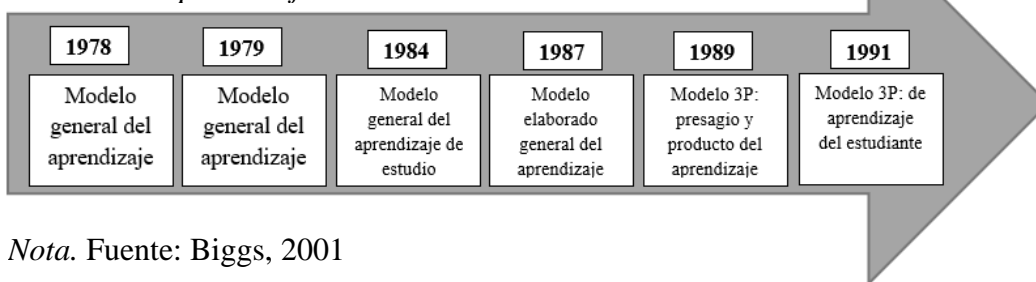 1978
Modelo
general del
aprendizaje
1979
Modelo
general del
aprendizaje
1984
Modelo
general del
aprendizaje de
estudio
1987
Modelo
elaborado
general del
aprendizaje
1989
Modelo 3P:
presagio y
producto del
aprendizaje
1991
Modelo 3P: de
aprendizaje
del estudiante
Nota. Fuente: Biggs, 2001